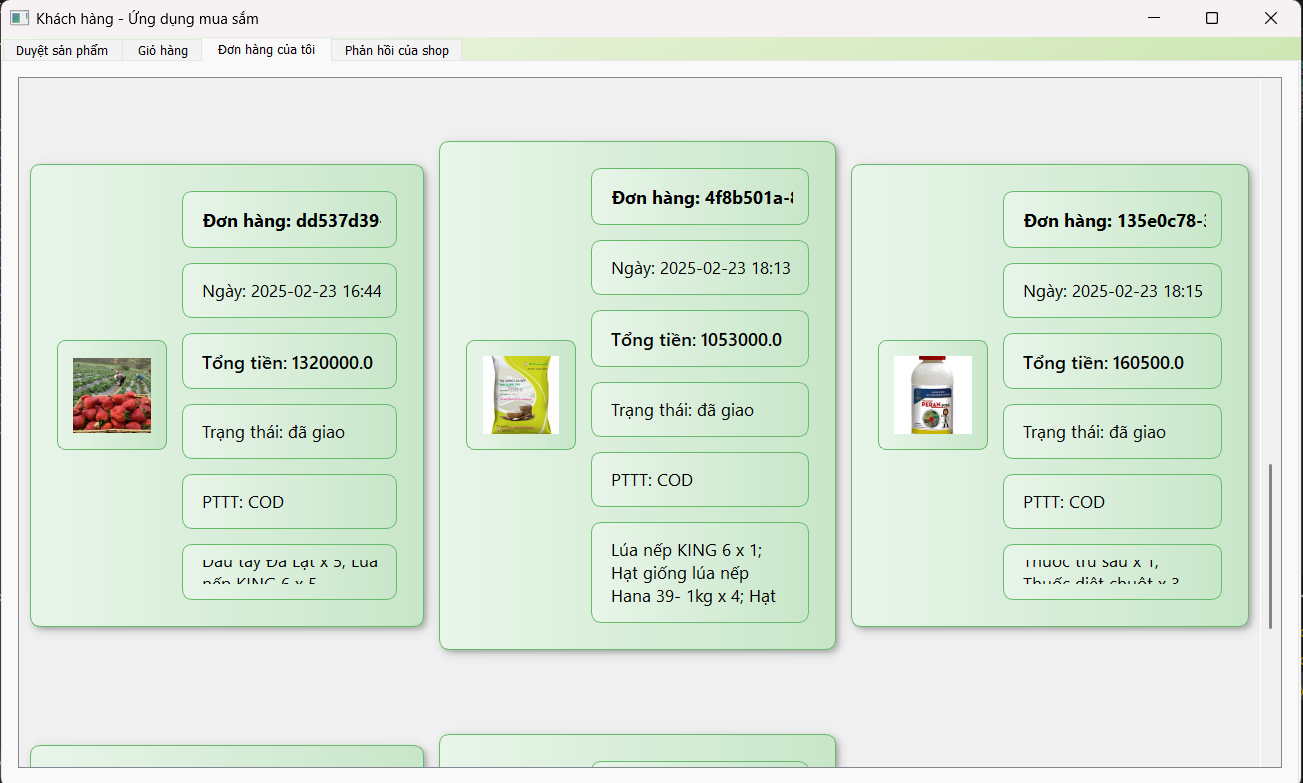 Khách hàng - Ứng dụng mua sắm
Duyệt sản phẩm
Giỏ hàng
Đơn hàng của tôi
Phản hồi của shop
Đơn hàng: dd537d39-
Ngày: 2025-02-23 16:44
Tổng tiền: 1320000.0
Trạng thái: đã giao
PTTT: COD
Dâu tây Đà Lạt x 5; Lúa
nếp KING 6 x 5
Đơn hàng: 4f8b501a-8
Ngày: 2025-02-23 18:13
Tổng tiền: 1053000.0
Trạng thái: đã giao
PTTT: COD
Lúa nếp KING 6 x 1;
Hạt giống lúa nếp
Hana 39- 1kg x 4; Hạt
Đơn hàng: 135e0c78-
Ngày: 2025-02-23 18:15
Tổng tiền: 160500.0
Trạng thái: đã giao
PTTT: COD
Thuốc trừ sâu x 1;
Thuốc diệt chuột x 3